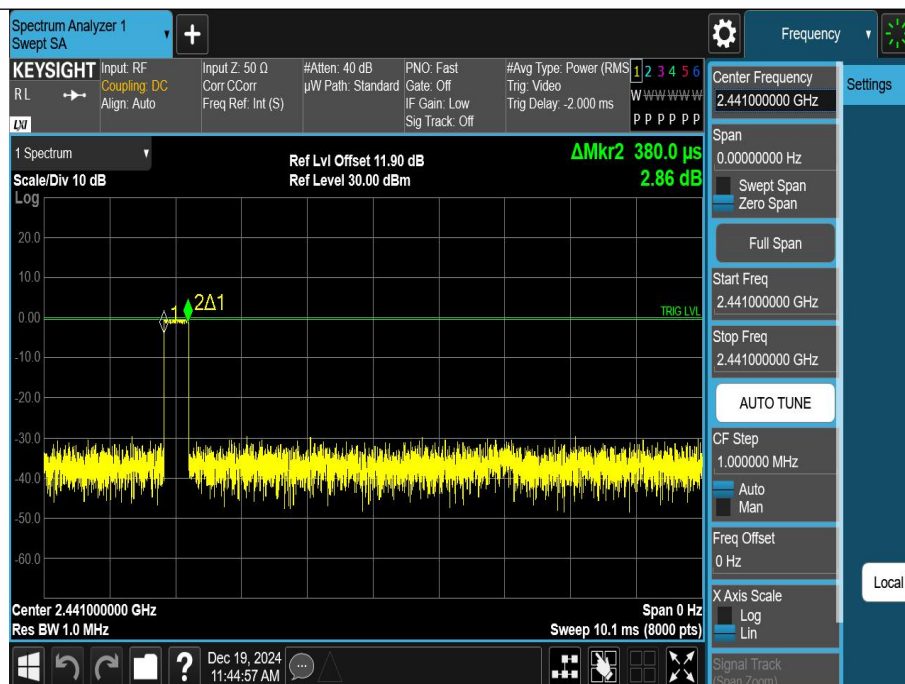 Spectrum Analyzer 1
Swept SA
+
Frequency
KEYSIGHT
RL
LXI
Input: RF
Coupling: DC
Align: Auto
Input Z: 50 Ω
Corr CCorr
Freq Ref: Int (S)
#Atten: 40 dB
µW Path: Standard
PNO: Fast
Gate: Off
IF Gain: Low
Sig Track: Off
#Avg Type: Power (RMS
Trig: Video
Trig Delay: -2.000 ms
1 2 3 4 5 6
W W W W W W
P P P P P P
1 Spectrum
Scale/Div 10 dB
Log
Ref Lvl Offset 11.90 dB
Ref Level 30.00 dBm
ΔMkr2 380.0 µs
2.86 dB
20.0
10.0
0.00
-10.0
-20.0
-30.0
-40.0
-50.0
-60.0
1
2Δ1
TRIG LVL
Center 2.441000000 GHz
Res BW 1.0 MHz
Span 0 Hz
Sweep 10.1 ms (8000 pts)
?
Dec 19, 2024
11:44:57 AM
Center Frequency
2.441000000 GHz
Span
0.00000000 Hz
Swept Span
Zero Span
Full Span
Start Freq
2.441000000 GHz
Stop Freq
2.441000000 GHz
AUTO TUNE
CF Step
1.000000 MHz
Auto
Man
Freq Offset
0 Hz
X Axis Scale
Log
Lin
Signal Track
(Span Zoom)
Settings
Local